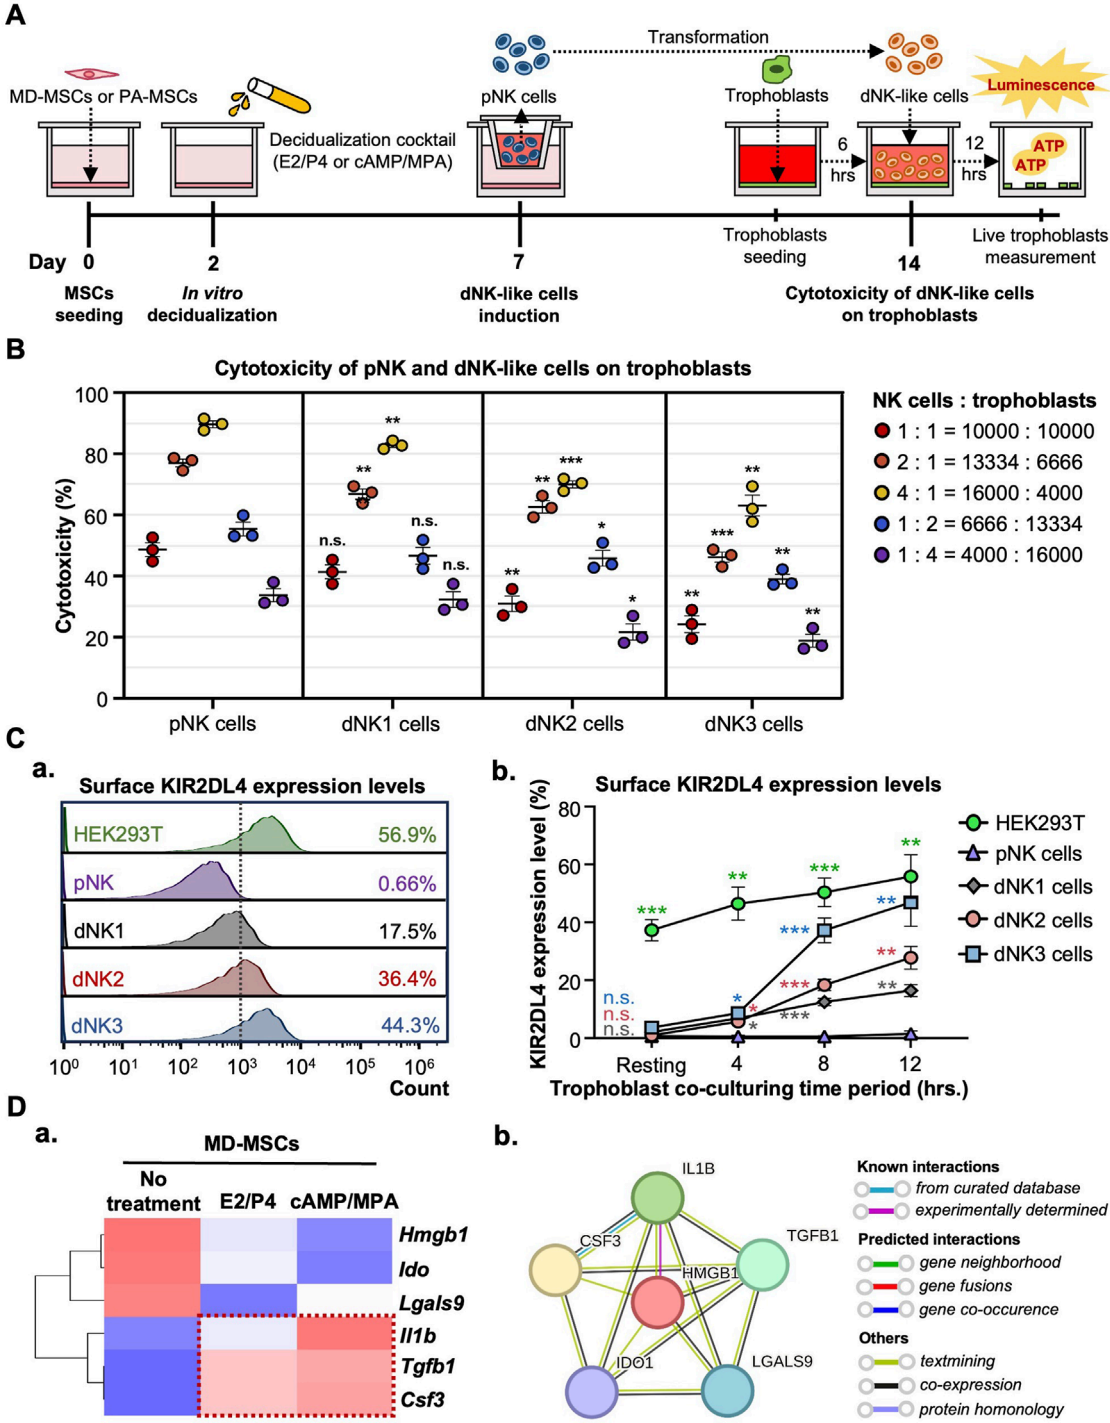 A
Transformation
MD-MSCs or PA-MSCs
pNK cells
Trophoblasts
dNK-like cells
Luminescence
Decidualization cocktail
(E2/P4 or cAMP/MPA)
6
hrs
12
hrs
ATP
ATP
Trophoblasts
seeding
Live trophoblasts
measurement
Day 0 2 7 14
MSCs
seeding
In vitro
decidualization
dNK-like cells
induction
Cytotoxicity of dNK-like cells
on trophoblasts
B
Cytotoxicity of pNK and dNK-like cells on trophoblasts
Cytotoxicity (%)
100
80
60
40
20
0
n.s.
**
**
n.s.
n.s.
**
**
***
*
*
**
***
**
**
**
pNK cells
dNK1 cells
dNK2 cells
dNK3 cells
NK cells : trophoblasts
1 : 1 = 10000 : 10000
2 : 1 = 13334 : 6666
4 : 1 = 16000 : 4000
1 : 2 = 6666 : 13334
1 : 4 = 4000 : 16000
C
a.
Surface KIR2DL4 expression levels
HEK293T 56.9%
pNK 0.66%
dNK1 17.5%
dNK2 36.4%
dNK3 44.3%
10⁰ 10¹ 10² 10³ 10⁴ 10⁵ 10⁶
Count
b.
Surface KIR2DL4 expression levels
KIR2DL4 expression level (%)
80
60
40
20
0
***
**
***
**
n.s.
n.s.
n.s.
*
*
*
***
***
***
**
**
**
Resting 4 8 12
Trophoblast co-culturing time period (hrs.)
HEK293T
pNK cells
dNK1 cells
dNK2 cells
dNK3 cells
D
a.
MD-MSCs
No
treatment
E2/P4
cAMP/MPA
Hmgb1
Ido
Lgals9
Il1b
Tgfb1
Csf3
b.
IL1B
CSF3
TGFB1
HMGB1
IDO1
LGALS9
Known interactions
from curated database
experimentally determined
Predicted interactions
gene neighborhood
gene fusions
gene co-occurence
Others
textmining
co-expression
protein homology